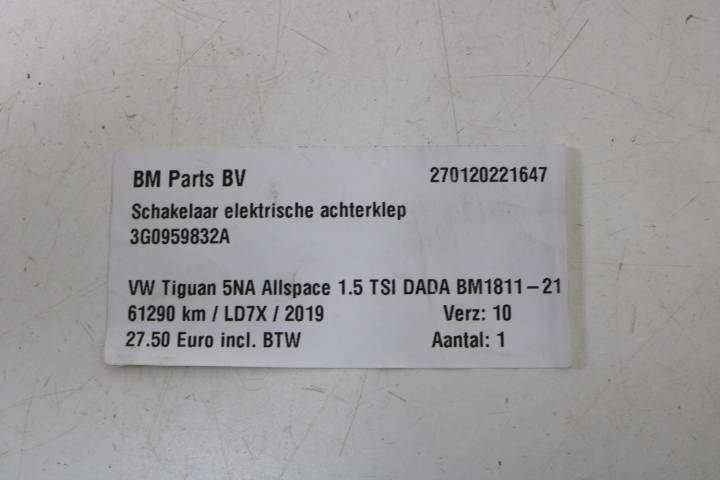 BM Parts BV 270120221647
Schakelaar elektrische achterklep
3G0959832A
VW Tiguan 5NA Allspace 1.5 TSI DADA BM1811-21
61290 km / LD7X / 2019 Verz: 10
27.50 Euro incl. BTW Aantal: 1